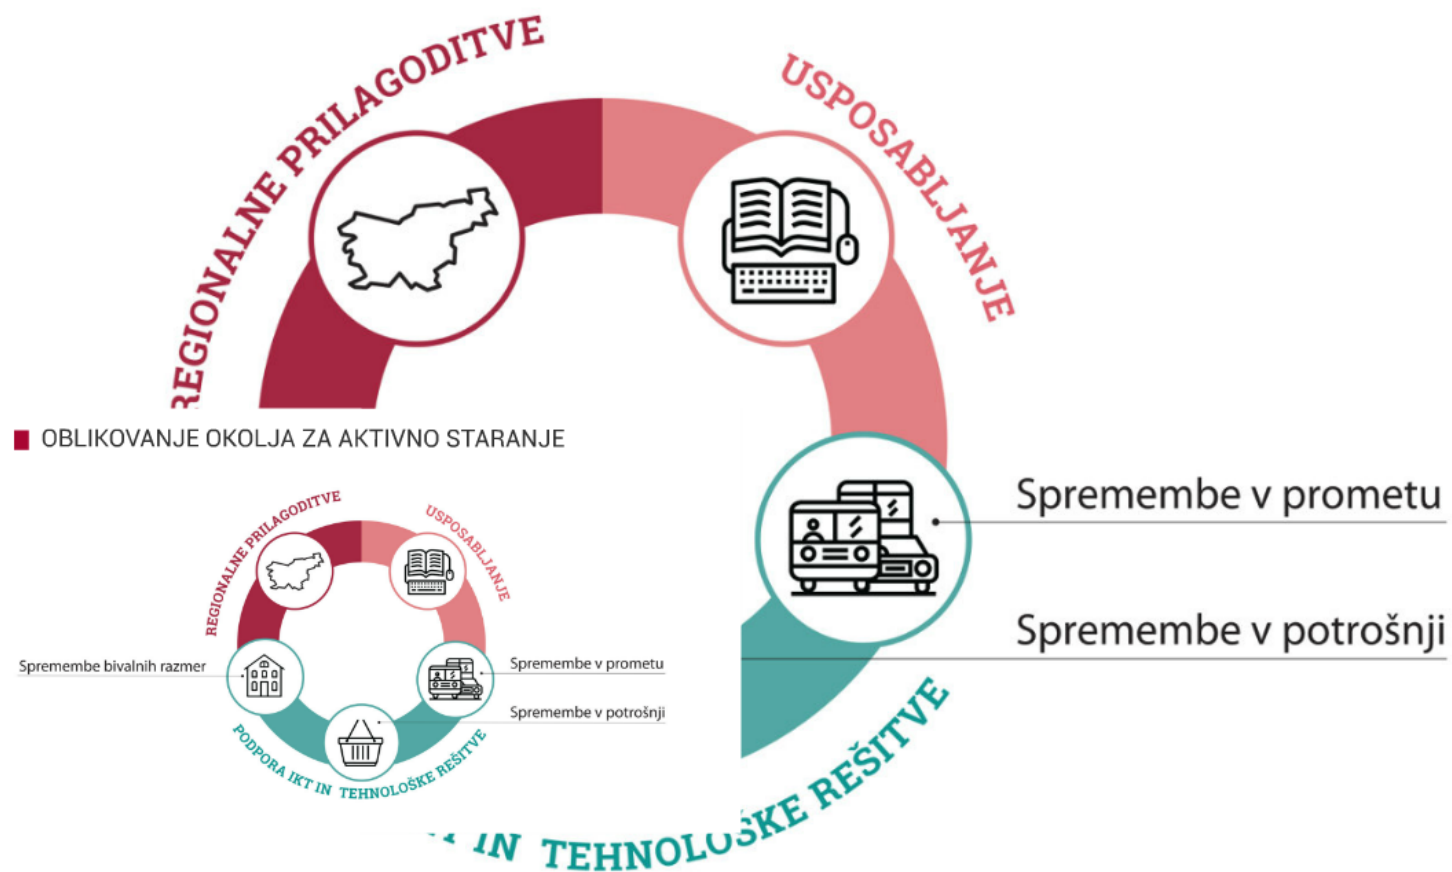 REGIONALNE PRILAGODITVE
USPOSABLJANJE
Spremembe v prometu
Spremembe v potrošnji
IN TEHNOLOŠKE REŠITVE
OBLIKOVANJE OKOLJA ZA AKTIVNO STARANJE
REGIONALNE PRILAGODITVE
USPOSABLJANJE
Spremembe bivalnih razmer
Spremembe v prometu
Spremembe v potrošnji
PODPORA IKT IN TEHNOLOŠKE REŠITVE